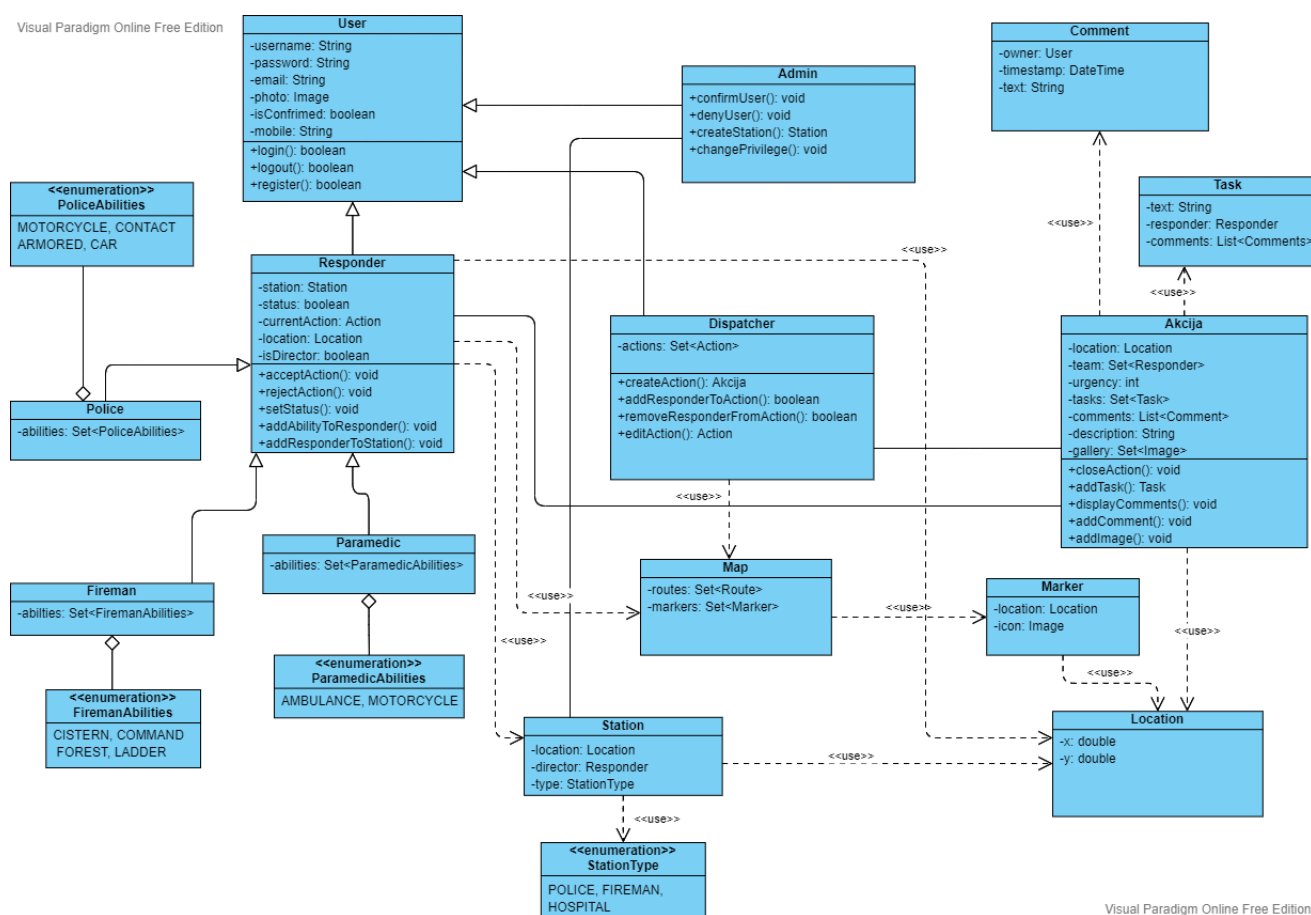 Visual Paradigm Online Free Edition
User
-username: String
-password: String
-email: String
-photo: Image
-isConfrimed: boolean
-mobile: String
+login(): boolean
+logout(): boolean
+register(): boolean
Admin
+confirmUser(): void
+denyUser(): void
+createStation(): Station
+changePrivilege(): void
Comment
-owner: User
-timestamp: DateTime
-text: String
<<enumeration>>
PoliceAbilities
MOTORCYCLE, CONTACT
ARMORED, CAR
Task
-text: String
-responder: Responder
-comments: List<Comments>
<<use>>
<<use>>
<<use>>
Responder
-station: Station
-status: boolean
-currentAction: Action
-location: Location
-isDirector: boolean
+acceptAction(): void
+rejectAction(): void
+setStatus(): void
+addAbilityToResponder(): void
+addResponderToStation(): void
Dispatcher
-actions: Set<Action>
+createAction(): Akcija
+addResponderToAction(): boolean
+removeResponderFromAction(): boolean
+editAction(): Action
Akcija
-location: Location
-team: Set<Responder>
-urgency: int
-tasks: Set<Task>
-comments: List<Comment>
-description: String
-gallery: Set<Image>
+closeAction(): void
+addTask(): Task
+displayComments(): void
+addComment(): void
+addImage(): void
Police
-abilities: Set<PoliceAbilities>
<<use>>
Paramedic
-abilities: Set<ParamedicAbilities>
Fireman
-abilties: Set<FiremanAbilities>
Map
-routes: Set<Route>
-markers: Set<Marker>
Marker
-location: Location
-icon: Image
<<use>>
<<use>>
<<use>>
<<use>>
<<use>>
<<enumeration>>
ParamedicAbilities
AMBULANCE, MOTORCYCLE
<<enumeration>>
FiremanAbilities
CISTERN, COMMAND
FOREST, LADDER
Station
-location: Location
-director: Responder
-type: StationType
<<use>>
Location
-x: double
-y: double
<<use>>
<<enumeration>>
StationType
POLICE, FIREMAN,
HOSPITAL
Visual Paradigm Online Free Edition